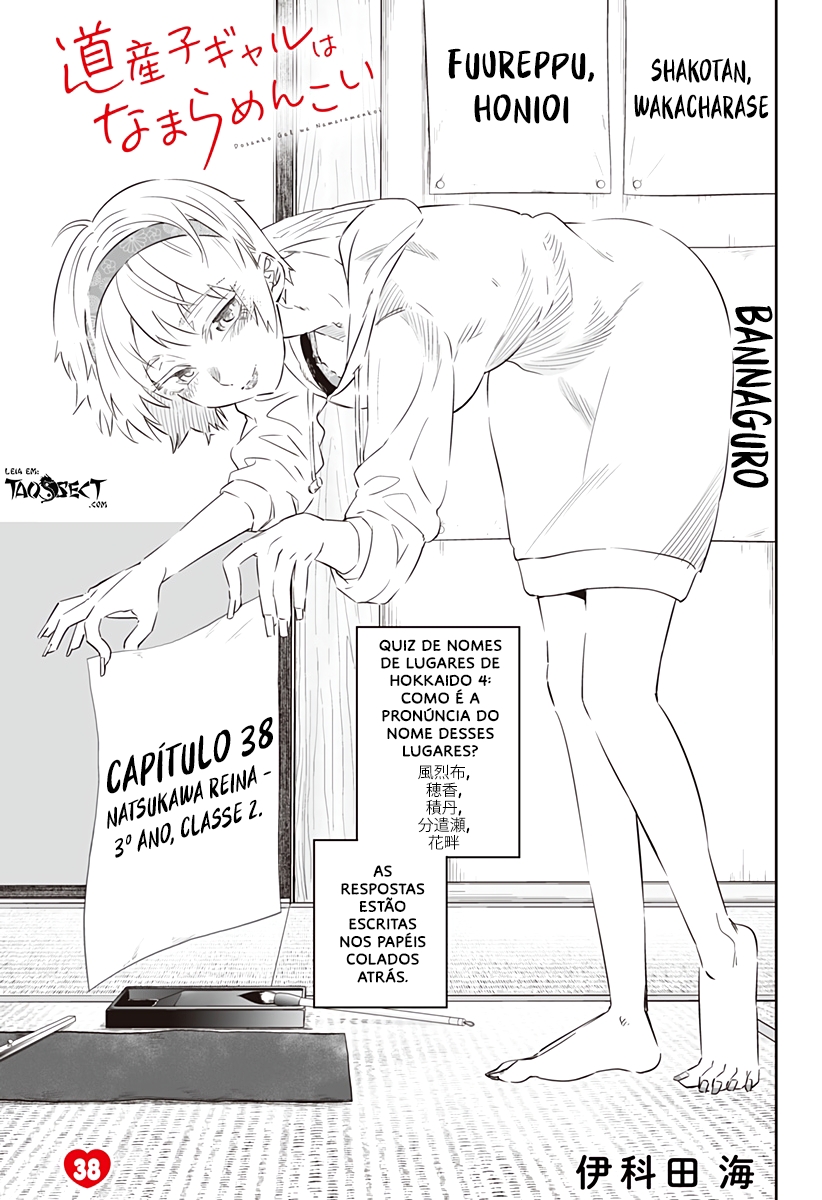 道産子ギャルは
なまらめんこい
Dosanko Gal wa Namaramenkoi
FUUREPPU,
HONIOI
SHAKOTAN,
WAKACHARASE
BANNAGURO
LEIA EM:
TAOSECT
.COM
CAPÍTULO 38
NATSUKAWA REINA –
3º ANO, CLASSE 2.
QUIZ DE NOMES
DE LUGARES DE
HOKKAIDO 4:
COMO É A
PRONÚNCIA DO
NOME DESSES
LUGARES?
風烈布,
穂香,
積丹,
分遣瀬,
花畔
AS
RESPOSTAS
ESTÃO
ESCRITAS
NOS PAPÉIS
COLADOS
ATRÁS.
38
伊科田 海